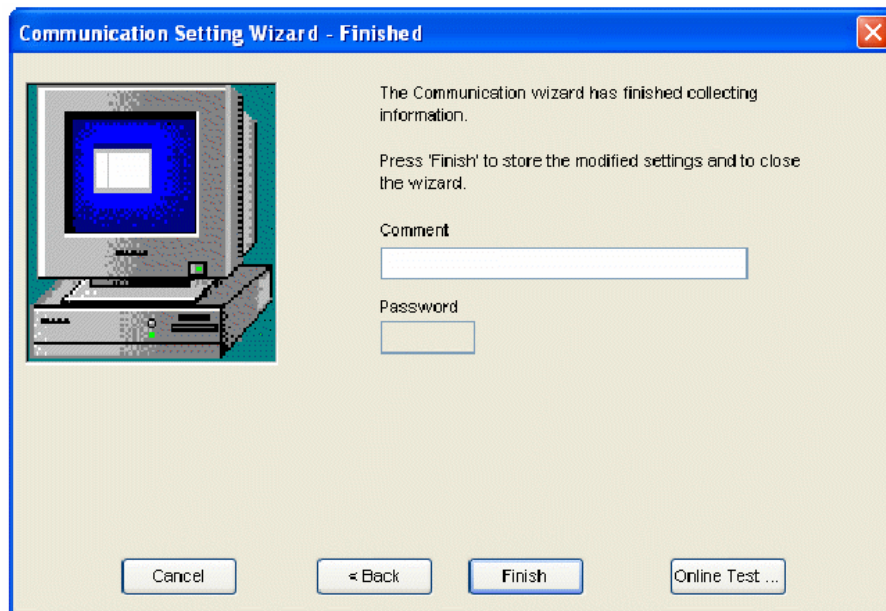 Communication Setting Wizard - Finished
The Communication wizard has finished collecting
information.
Press 'Finish' to store the modified settings and to close
the wizard.
Comment
Password
Cancel
< Back
Finish
Online Test ...